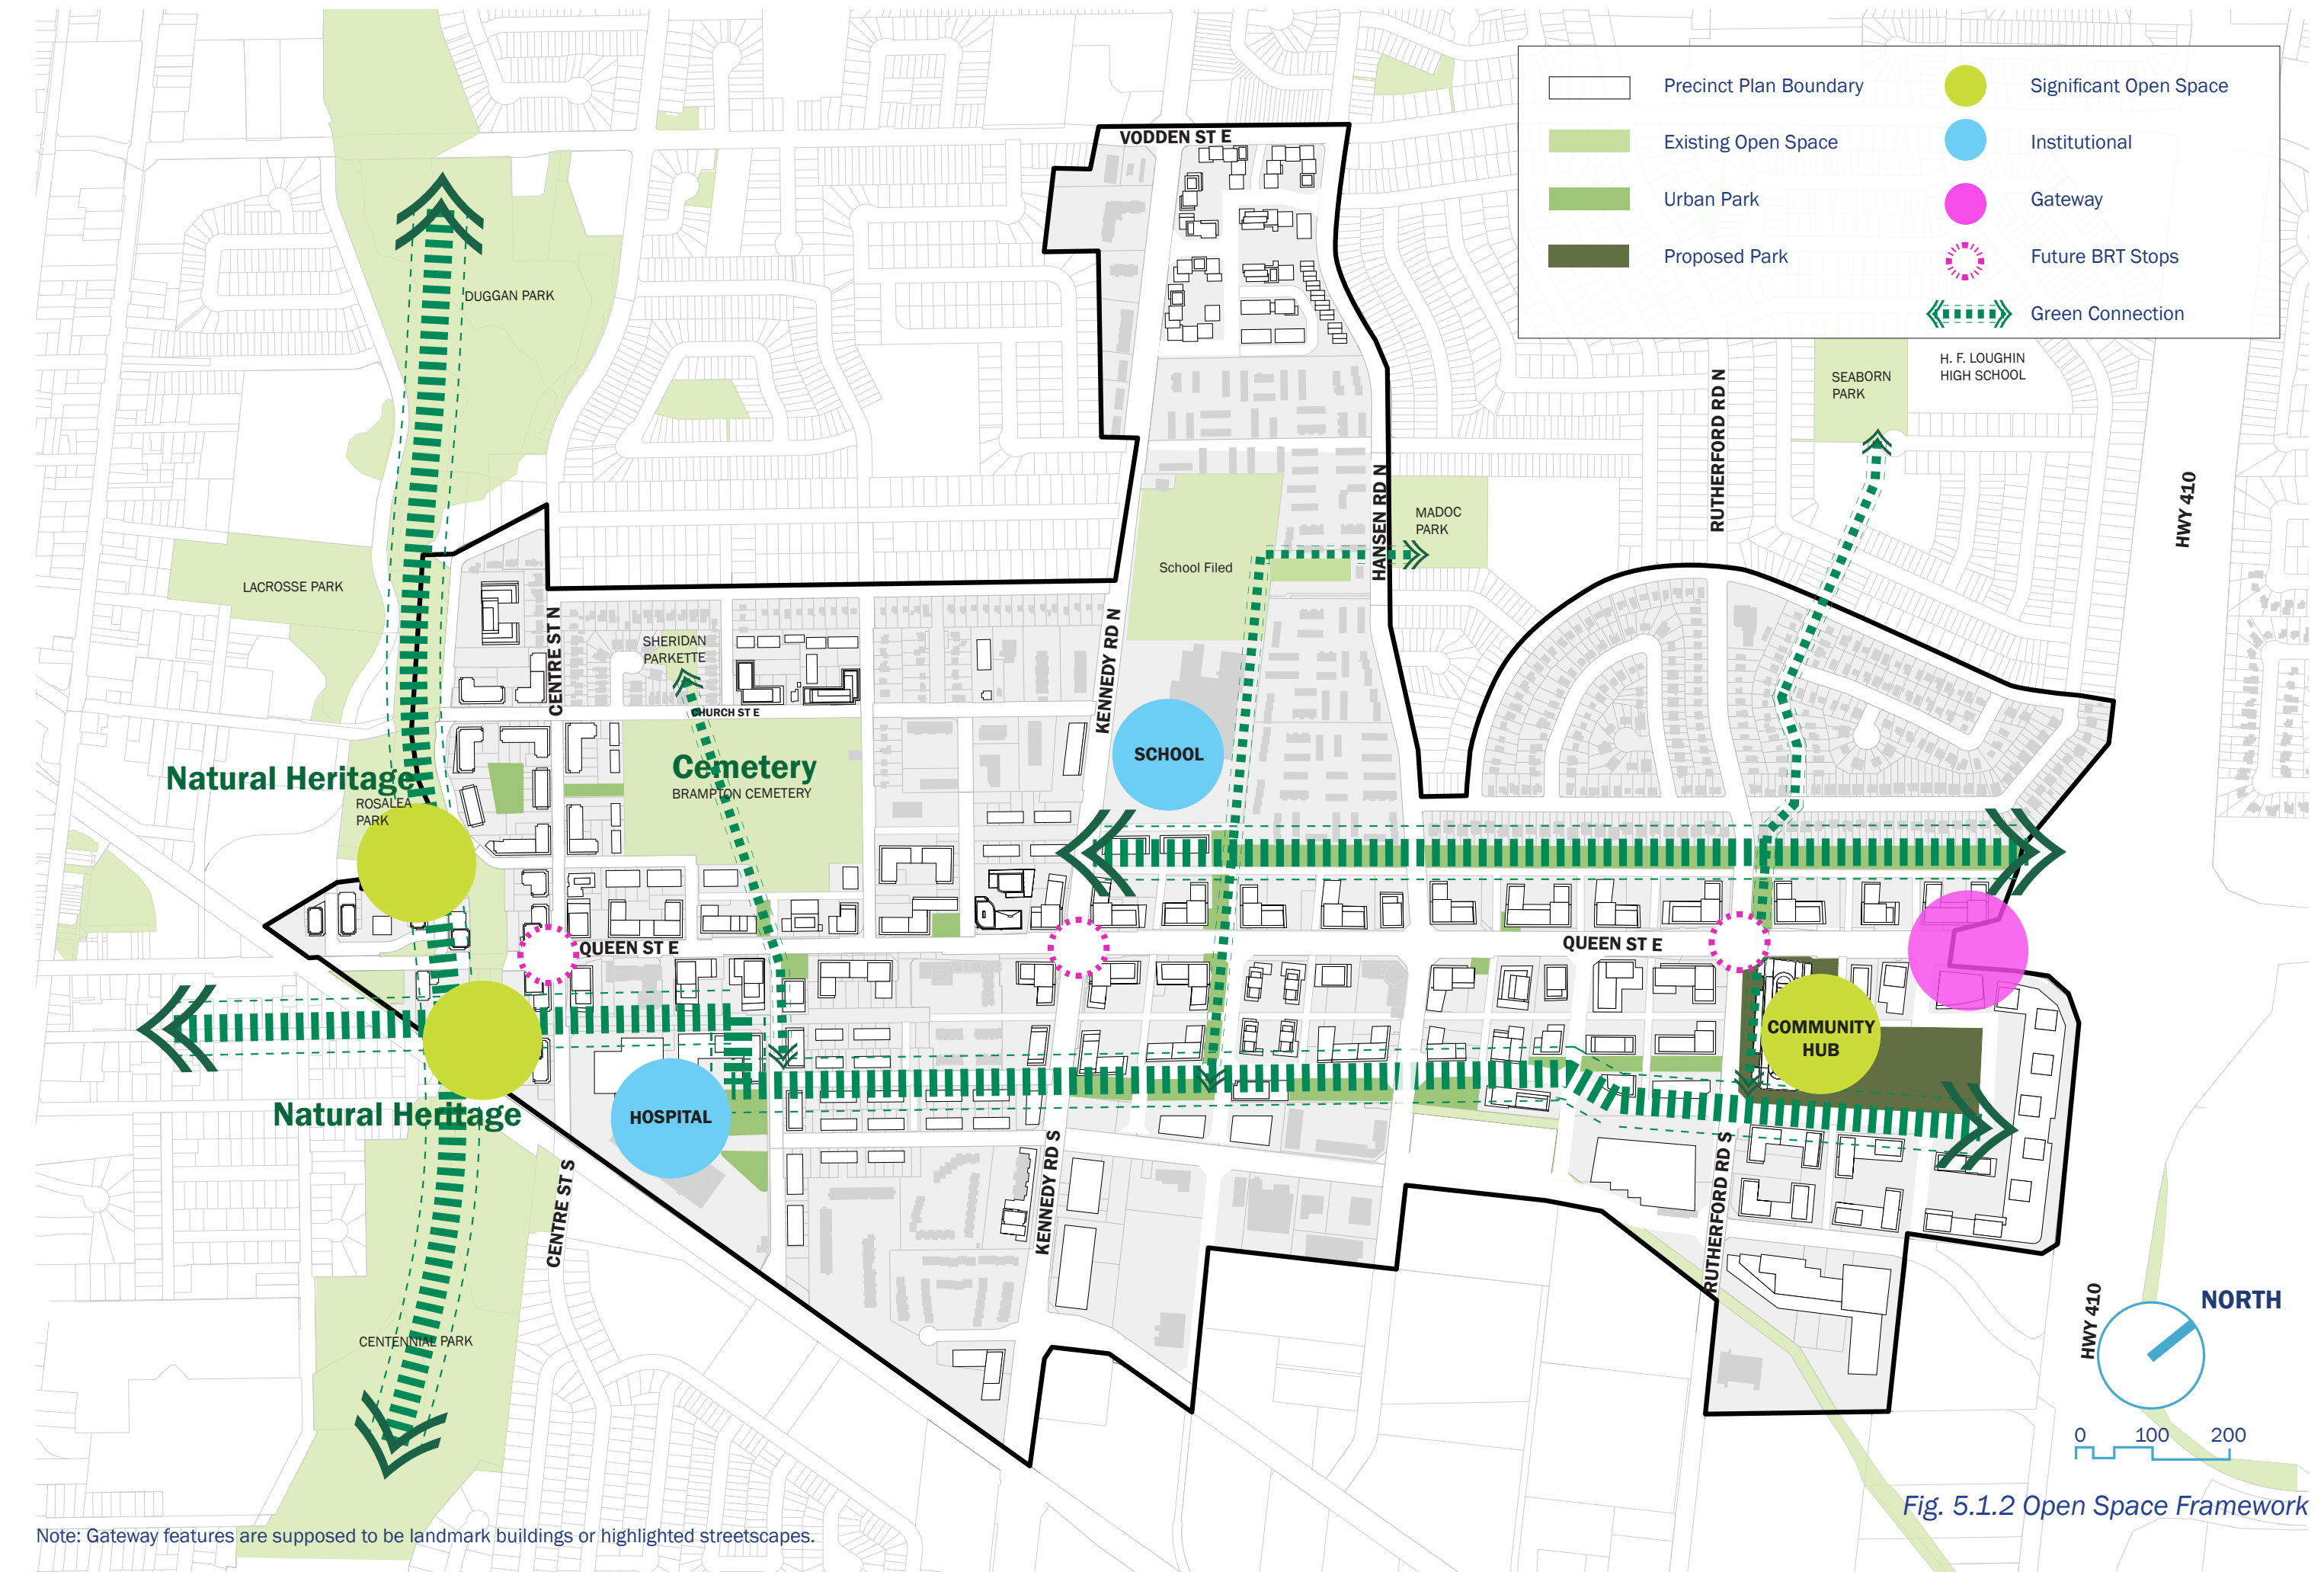 VODDEN ST E
Precinct Plan Boundary
Existing Open Space
Urban Park
Proposed Park
Significant Open Space
Institutional
Gateway
Future BRT Stops
Green Connection
DUGGAN PARK
H. F. LOUGHIN
HIGH SCHOOL
SEABORN
PARK
RUTHERFORD RD N
HWY 410
HANSEN RD N
MADOC
PARK
School Filed
LACROSSE PARK
CENTRE ST N
SHERIDAN
PARKETTE
KENNEDY RD N
CHURCH ST E
SCHOOL
Natural Heritage
Cemetery
BRAMPTON CEMETERY
ROSALEA
PARK
QUEEN ST E
QUEEN ST E
COMMUNITY
HUB
HOSPITAL
Natural Heritage
CENTRE ST S
KENNEDY RD S
RUTHERFORD RD S
CENTENNIAL PARK
HWY 410
NORTH
0 100 200
Fig. 5.1.2 Open Space Framework
Note: Gateway features are supposed to be landmark buildings or highlighted streetscapes.